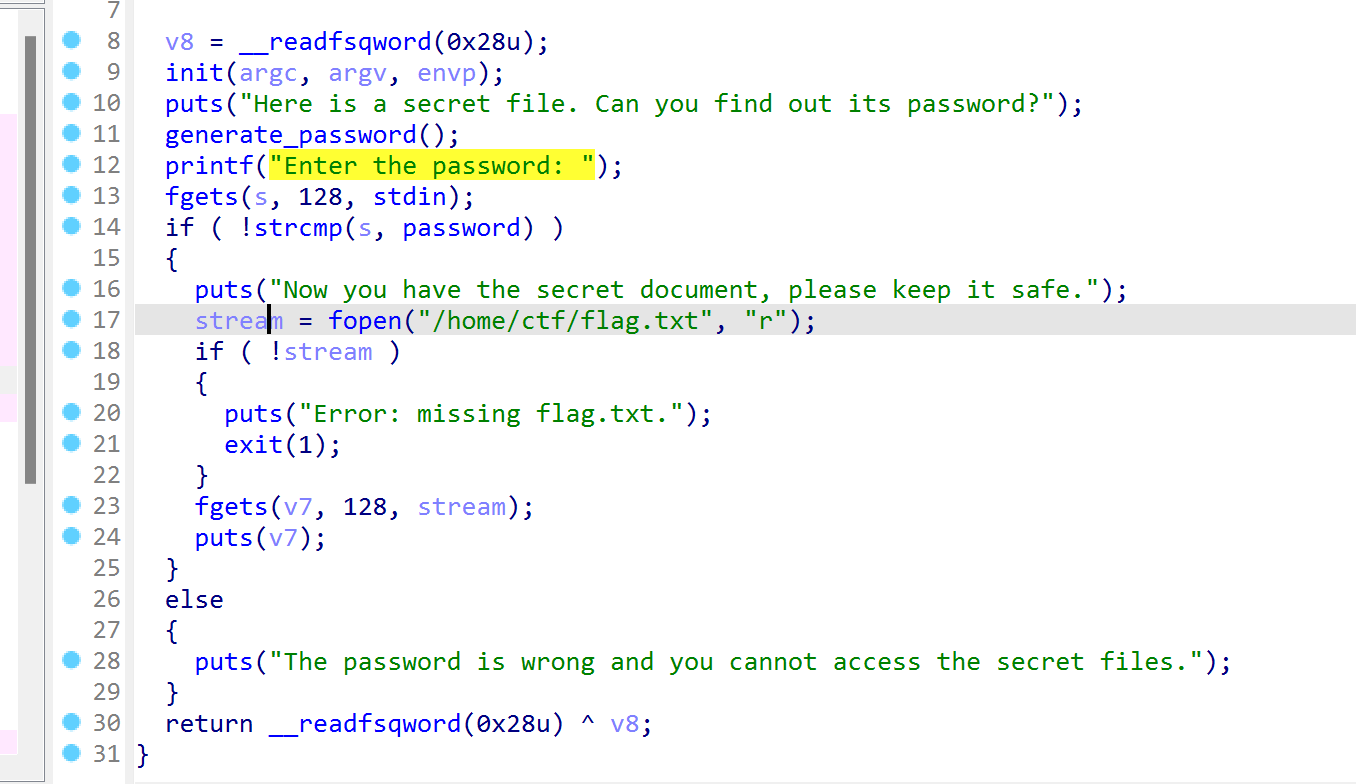 7
8 v8 = __readfsqword(0x28u);
9 init(argc, argv, envp);
10 puts("Here is a secret file. Can you find out its password?");
11 generate_password();
12 printf("Enter the password: ");
13 fgets(s, 128, stdin);
14 if ( !strcmp(s, password) )
15 {
16 puts("Now you have the secret document, please keep it safe.");
17 stream = fopen("/home/ctf/flag.txt", "r");
18 if ( !stream )
19 {
20 puts("Error: missing flag.txt.");
21 exit(1);
22 }
23 fgets(v7, 128, stream);
24 puts(v7);
25 }
26 else
27 {
28 puts("The password is wrong and you cannot access the secret files.");
29 }
30 return __readfsqword(0x28u) ^ v8;
31 }